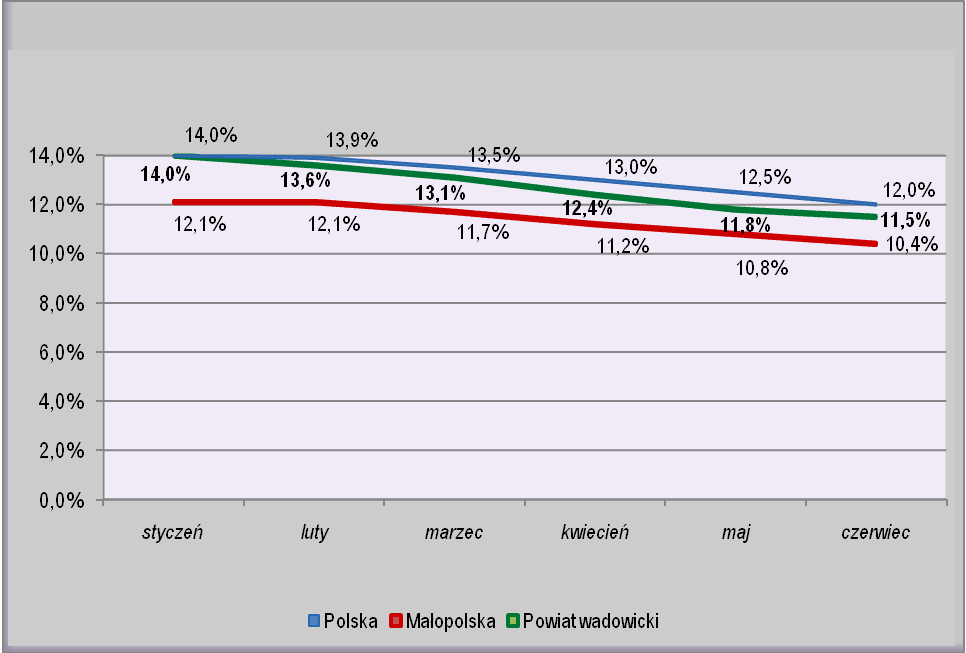 14,0% 13,9% 13,5% 13,0% 12,5% 12,0%
14,0% 13,6% 13,1% 12,4% 11,8% 11,5%
12,1% 12,1% 11,7% 11,2% 10,8% 10,4%
14,0%
12,0%
10,0%
8,0%
6,0%
4,0%
2,0%
0,0%
styczeń luty marzec kwiecień maj czerwiec
Polska Małopolska Powiat wadowicki